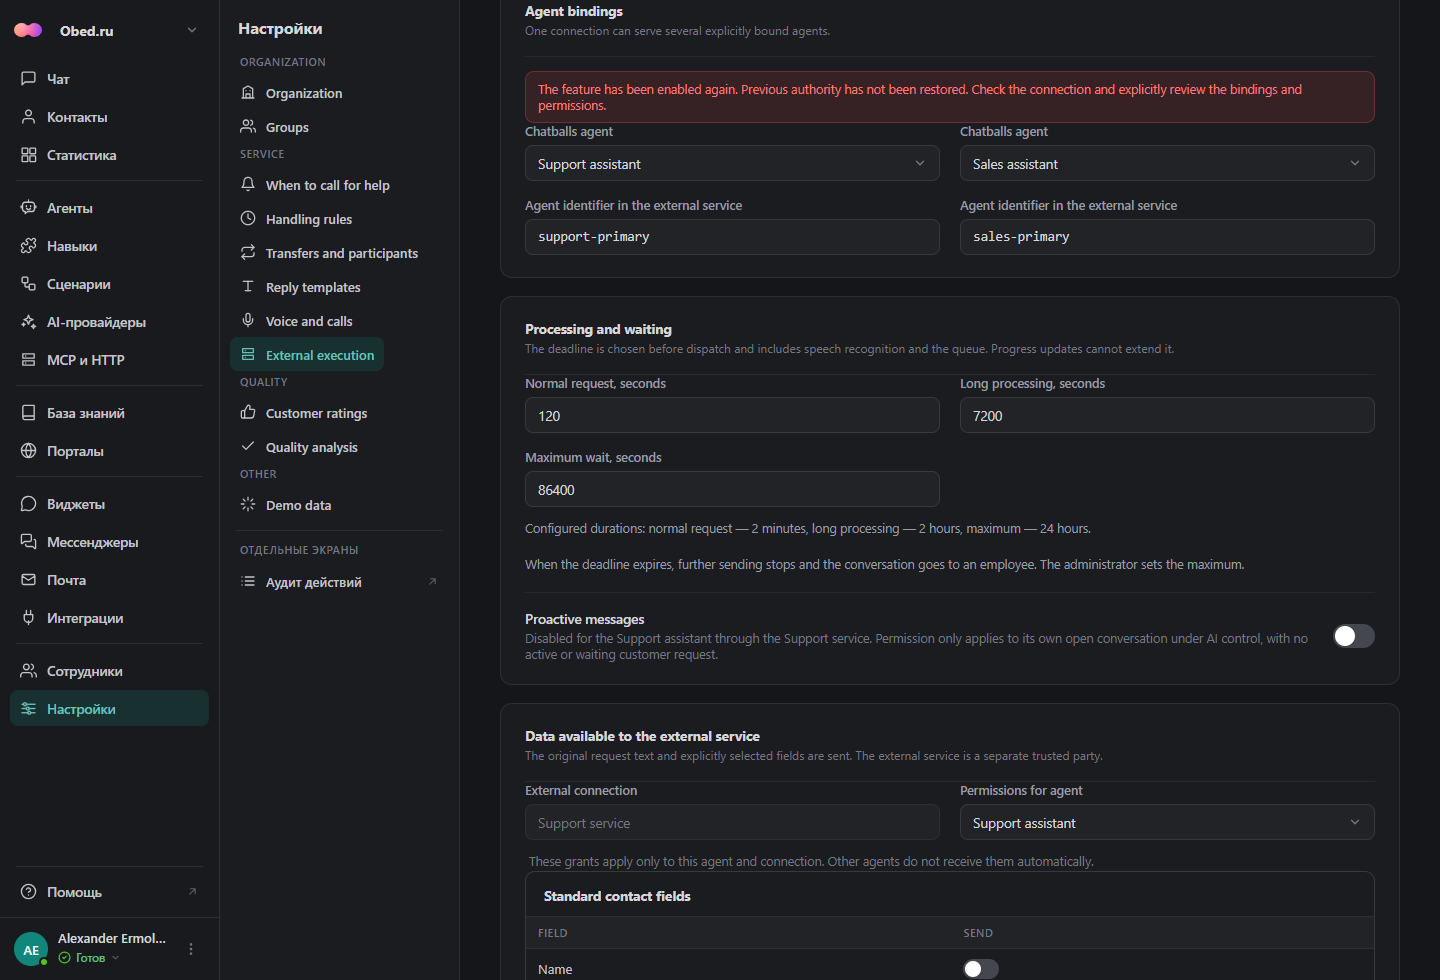 Obed.ru
Чат
Контакты
Статистика
Агенты
Навыки
Сценарии
AI-провайдеры
MCP и HTTP
База знаний
Порталы
Виджеты
Мессенджеры
Почта
Интеграции
Сотрудники
Настройки
Помощь
AE
Alexander Ermol...
Готов
Настройки
ORGANIZATION
Organization
Groups
SERVICE
When to call for help
Handling rules
Transfers and participants
Reply templates
Voice and calls
External execution
QUALITY
Customer ratings
Quality analysis
OTHER
Demo data
ОТДЕЛЬНЫЕ ЭКРАНЫ
Аудит действий
Agent bindings
One connection can serve several explicitly bound agents.
The feature has been enabled again. Previous authority has not been restored. Check the connection and explicitly review the bindings and
permissions.
Chatballs agent
Support assistant
Chatballs agent
Sales assistant
Agent identifier in the external service
support-primary
Agent identifier in the external service
sales-primary
Processing and waiting
The deadline is chosen before dispatch and includes speech recognition and the queue. Progress updates cannot extend it.
Normal request, seconds
120
Long processing, seconds
7200
Maximum wait, seconds
86400
Configured durations: normal request — 2 minutes, long processing — 2 hours, maximum — 24 hours.
When the deadline expires, further sending stops and the conversation goes to an employee. The administrator sets the maximum.
Proactive messages
Disabled for the Support assistant through the Support service. Permission only applies to its own open conversation under AI control, with no
active or waiting customer request.
Data available to the external service
The original request text and explicitly selected fields are sent. The external service is a separate trusted party.
External connection
Support service
Permissions for agent
Support assistant
These grants apply only to this agent and connection. Other agents do not receive them automatically.
Standard contact fields
FIELD
SEND
Name